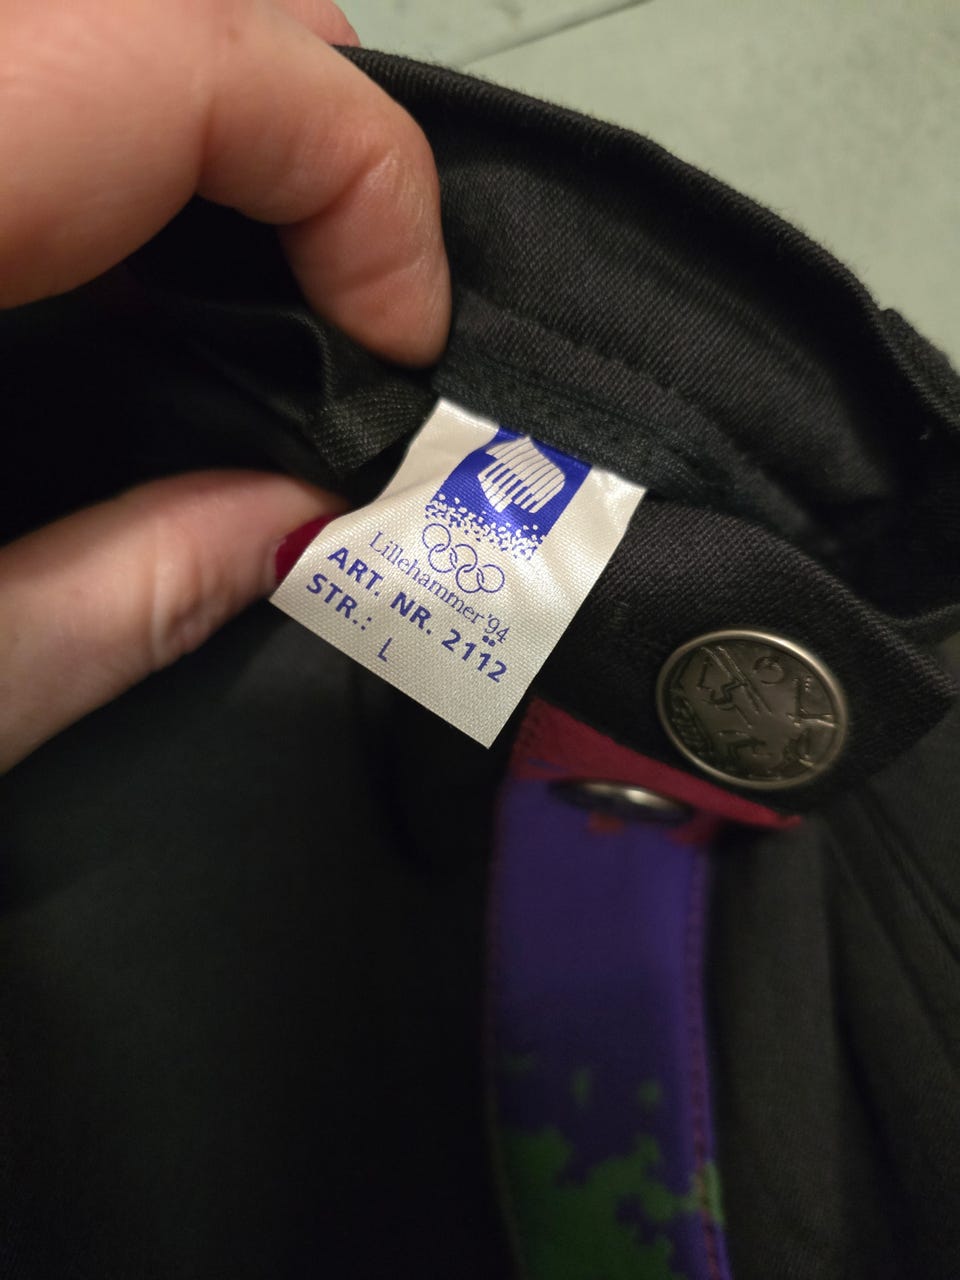 Lillehammer'94
ART. NR. 2112
STR.: L